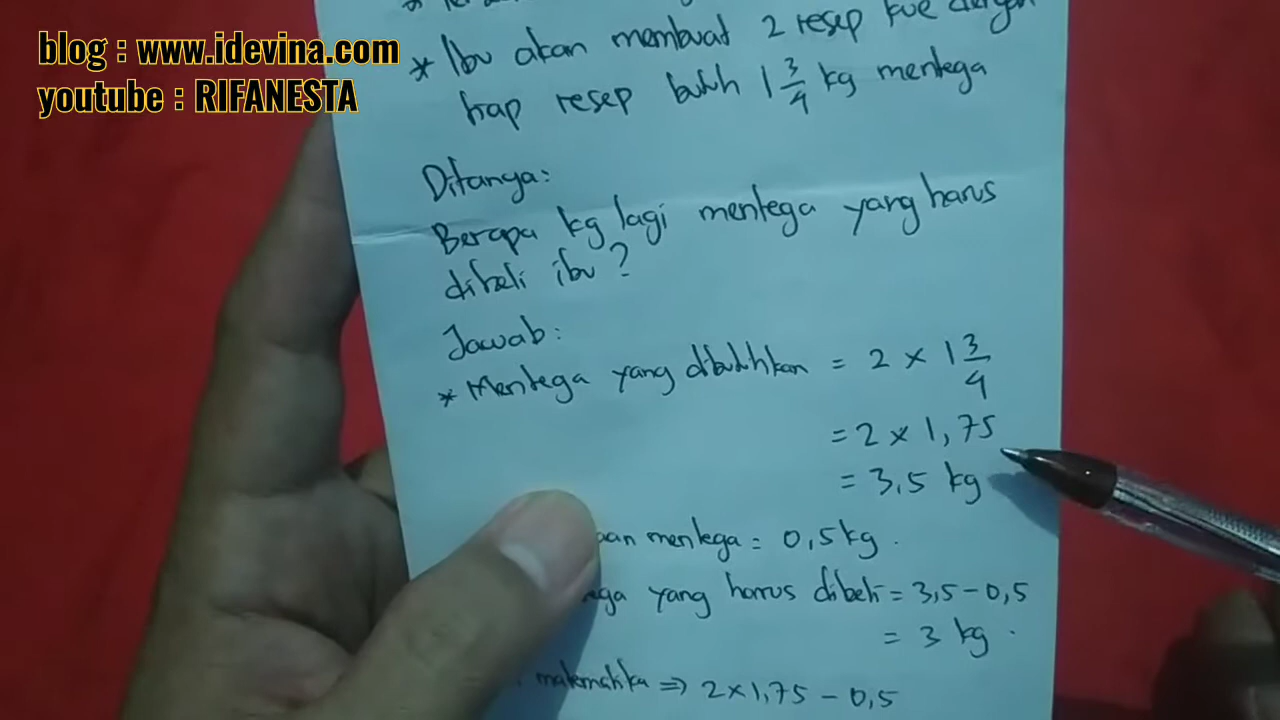 blog : www.idevina.com
youtube : RIFANESTA
* Ibu akan membuat 2 resep kue dengan
tiap resep butuh 1 3/4 kg mentega
Ditanya:
Berapa kg lagi mentega yang harus
dibeli ibu?
Jawab:
* Mentega yang dibutuhkan = 2 × 1 3/4
= 2 × 1,75
= 3,5 kg
mentega = 0,5 kg.
yang harus dibeli = 3,5 - 0,5
= 3 kg.
matematika ⇒ 2 × 1,75 - 0,5